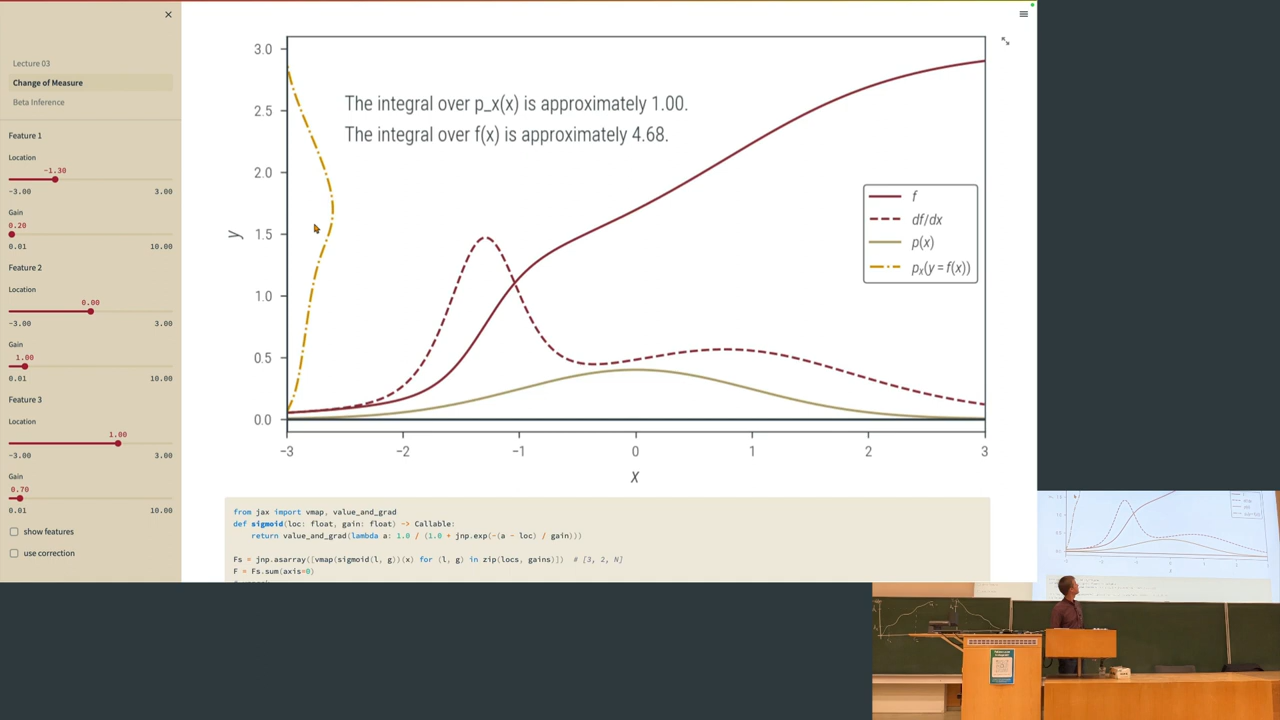 Lecture 03
Change of Measure
Beta Inference
Feature 1
Location
-1.30
-3.00 3.00
Gain
0.20
0.01 10.00
Feature 2
Location
0.00
-3.00 3.00
Gain
1.00
0.01 10.00
Feature 3
Location
1.00
-3.00 3.00
Gain
0.70
0.01 10.00
show features
use correction
The integral over p_x(x) is approximately 1.00.
The integral over f(x) is approximately 4.68.
3.0
2.5
2.0
1.5
1.0
0.5
0.0
y
−3 −2 −1 0 1 2 3
x
f
df/dx
p(x)
pₓ(y = f(x))
from jax import vmap, value_and_grad
def sigmoid(loc: float, gain: float) -> Callable:
return value_and_grad(lambda a: 1.0 / (1.0 + jnp.exp(-(a - loc) / gain)))
Fs = jnp.asarray([vmap(sigmoid(l, g))(x) for (l, g) in zip(locs, gains)]) # [3, 2, N]
F = Fs.sum(axis=0)